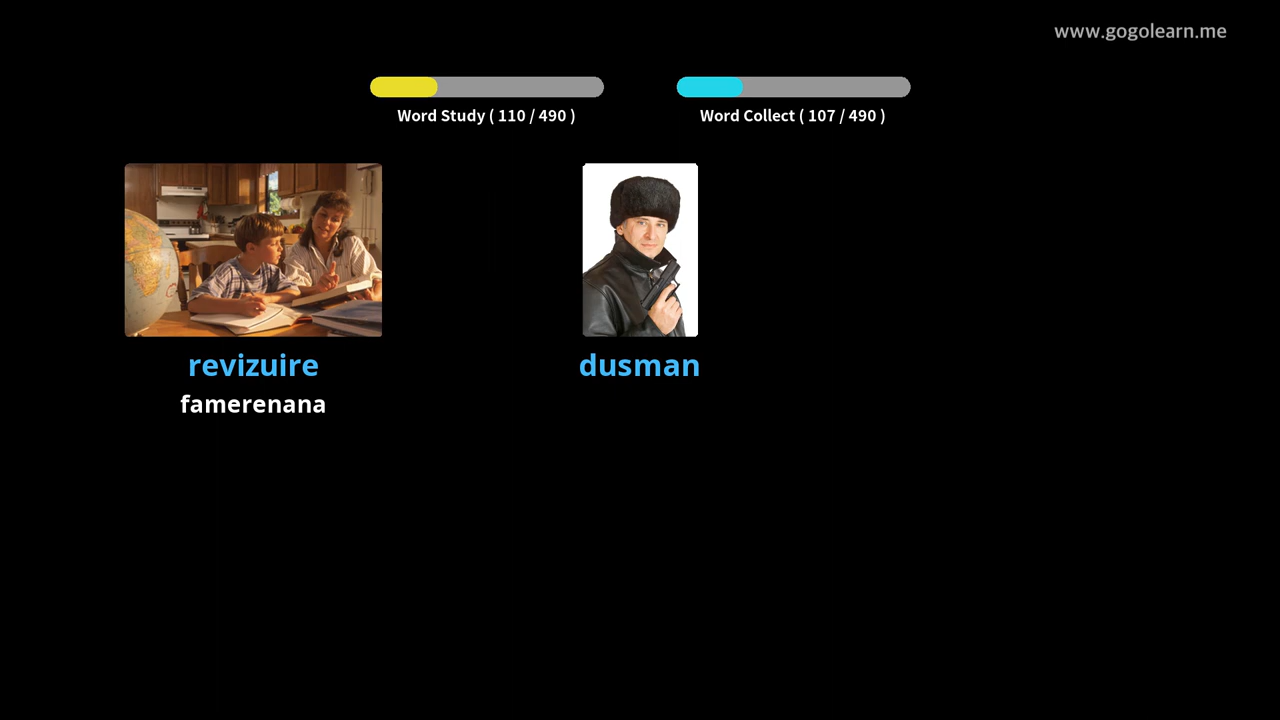 www.gogolearn.me
Word Study ( 110 / 490 )
Word Collect ( 107 / 490 )
revizuire
famerenana
dusman